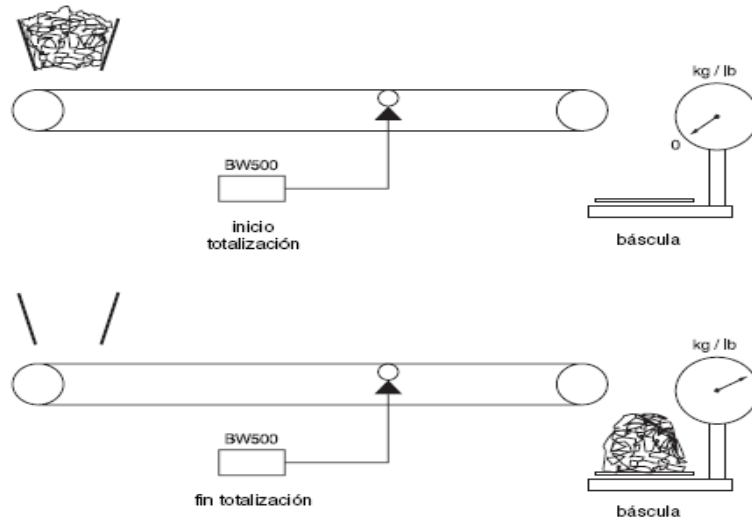 kg / lb
0
BW500
inicio
totalización
báscula
kg / lb
BW500
fin totalización
báscula